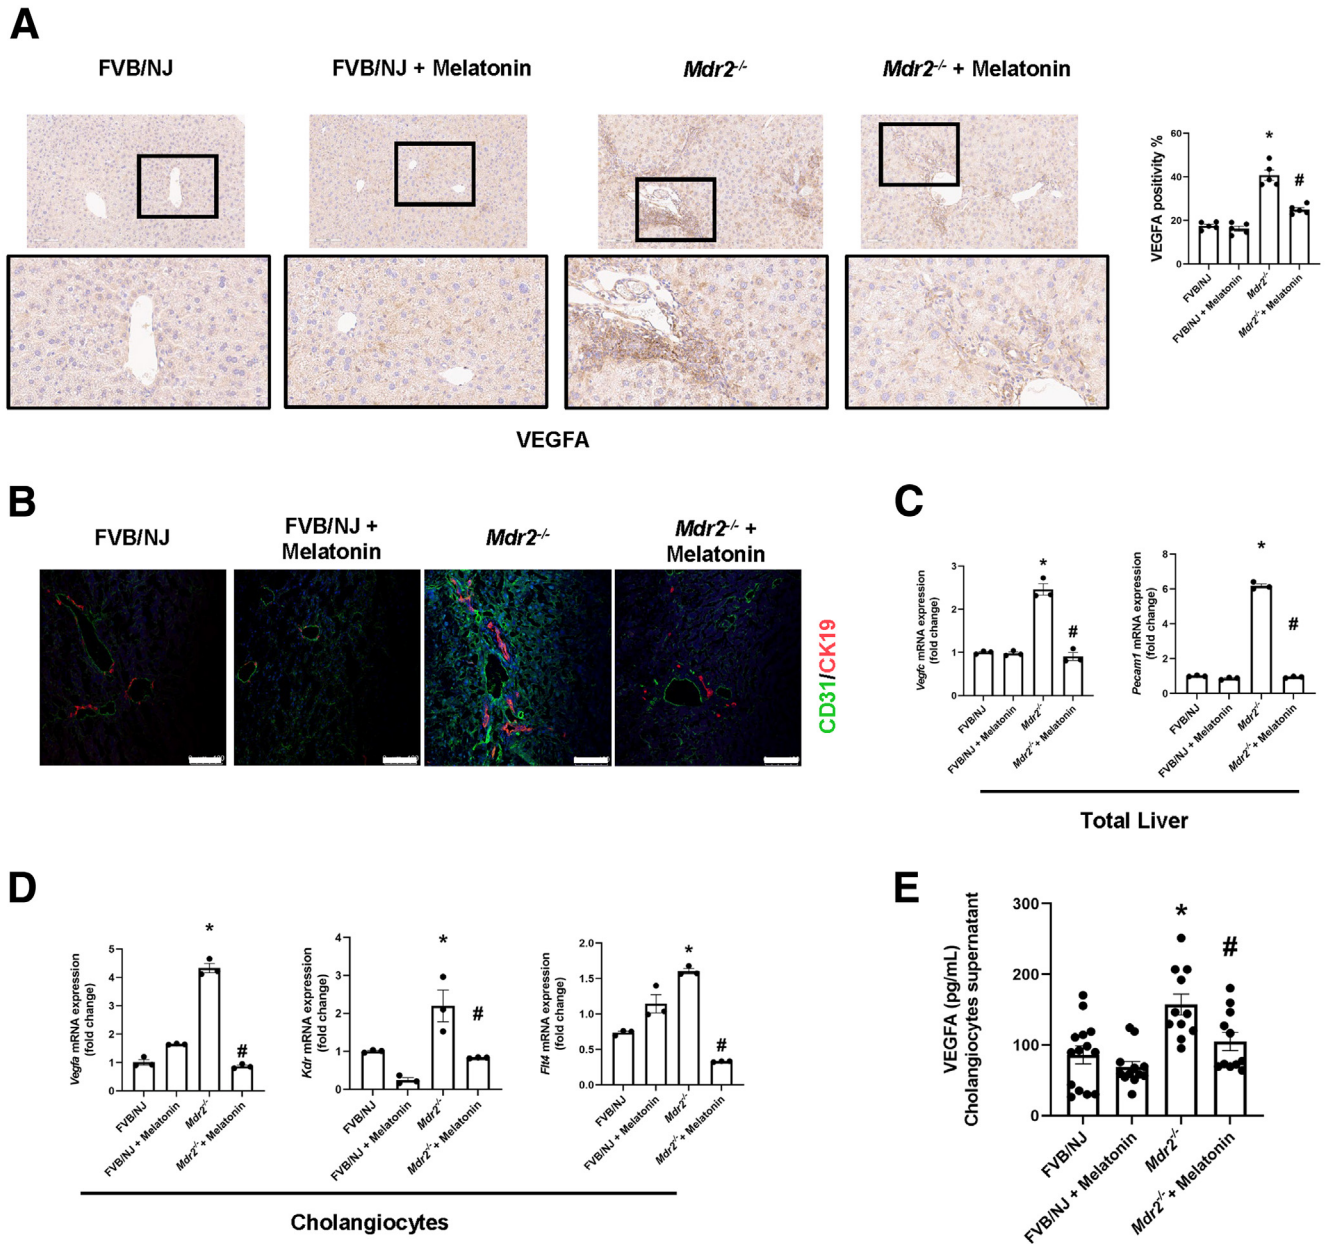 A
FVB/NJ
FVB/NJ + Melatonin
Mdr2-/-
Mdr2-/- + Melatonin
VEGFA positivity %
60
40
20
0
*
#
FVB/NJ
FVB/NJ + Melatonin
Mdr2-/-
Mdr2-/- + Melatonin
VEGFA
B
FVB/NJ
FVB/NJ +
Melatonin
Mdr2-/-
Mdr2-/- +
Melatonin
CD31/CK19
C
Vegfc mRNA expression
(fold change)
3
2
1
0
*
#
FVB/NJ
FVB/NJ + Melatonin
Mdr2-/-
Mdr2-/- + Melatonin
Pecam1 mRNA expression
(fold change)
8
6
4
2
0
*
#
FVB/NJ
FVB/NJ + Melatonin
Mdr2-/-
Mdr2-/- + Melatonin
Total Liver
D
Vegfa mRNA expression
(fold change)
5
4
3
2
1
0
*
#
FVB/NJ
FVB/NJ + Melatonin
Mdr2-/-
Mdr2-/- + Melatonin
Kdr mRNA expression
(fold change)
4
3
2
1
0
*
#
FVB/NJ
FVB/NJ + Melatonin
Mdr2-/-
Mdr2-/- + Melatonin
Flt4 mRNA expression
(fold change)
2.0
1.5
1.0
0.5
0.0
*
#
FVB/NJ
FVB/NJ + Melatonin
Mdr2-/-
Mdr2-/- + Melatonin
Cholangiocytes
E
VEGFA (pg/mL)
Cholangiocytes supernatant
300
200
100
0
*
#
FVB/NJ
FVB/NJ + Melatonin
Mdr2-/-
Mdr2-/- + Melatonin